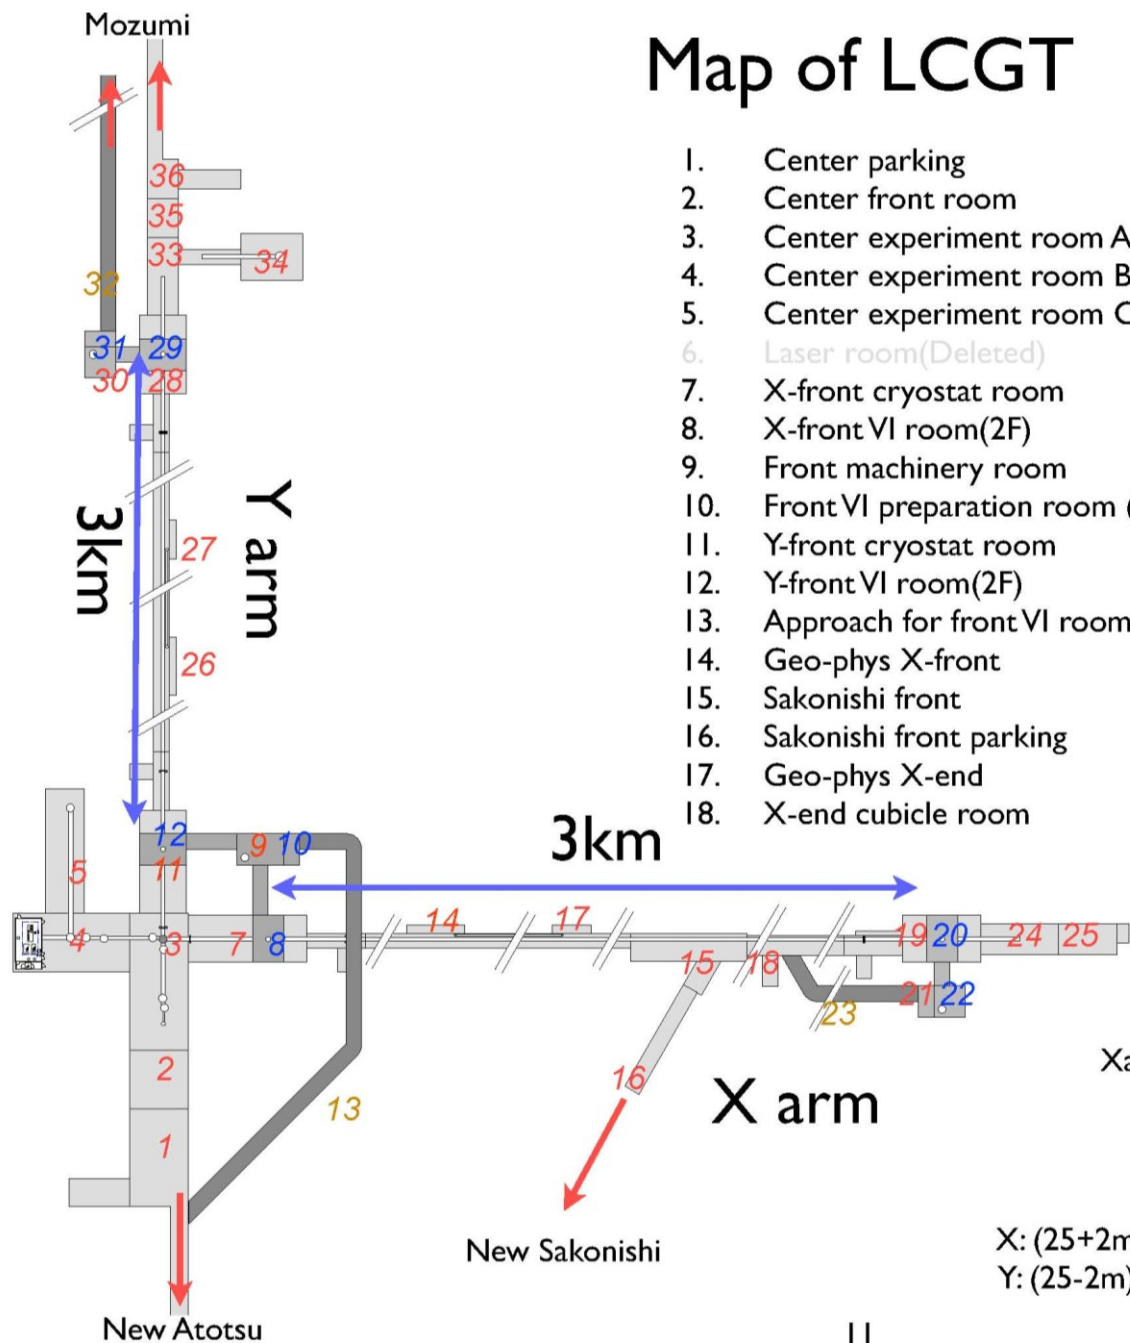 Mozumi
Map of LCGT
1. Center parking
2. Center front room
3. Center experiment room A
4. Center experiment room B
5. Center experiment room C
6. Laser room(Deleted)
7. X-front cryostat room
8. X-front VI room(2F)
9. Front machinery room
10. Front VI preparation room (
11. Y-front cryostat room
12. Y-front VI room(2F)
13. Approach for front VI room
14. Geo-phys X-front
15. Sakonishi front
16. Sakonishi front parking
17. Geo-phys X-end
18. X-end cubicle room
36
35
33
34
32
31
29
30
28
3km
Y arm
27
26
12
9
10
11
5
3km
4
3
7
8
14
17
15
18
19
20
24
25
21
22
23
16
2
13
1
X arm
Xa
New Sakonishi
X: (25+2m
Y: (25-2m)
New Atotsu